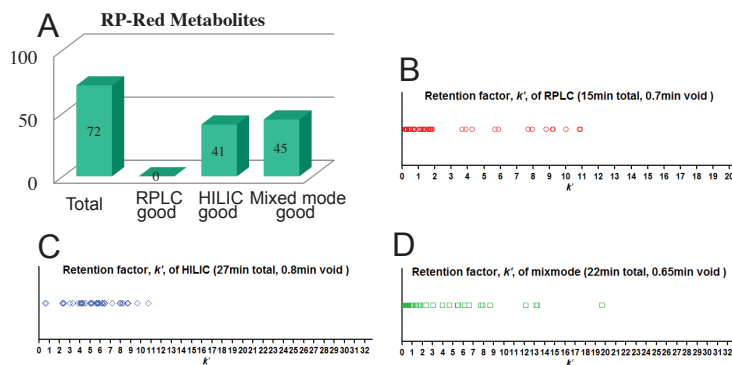 A
RP-Red Metabolites
100
50
0
72
0
41
45
Total
RPLC good
HILIC good
Mixed mode good
B
Retention factor, k', of RPLC (15min total, 0.7min void )
0 1 2 3 4 5 6 7 8 9 10 11 12 13 14 15 16 17 18 19 20
k'
C
Retention factor, k', of HILIC (27min total, 0.8min void )
0 1 2 3 4 5 6 7 8 9 10 11 12 13 14 15 16 17 18 19 20 21 22 23 24 25 26 27 28 29 30 31 32
k'
D
Retention factor, k', of mixmode (22min total, 0.65min void )
0 1 2 3 4 5 6 7 8 9 10 11 12 13 14 15 16 17 18 19 20 21 22 23 24 25 26 27 28 29 30 31 32
k'